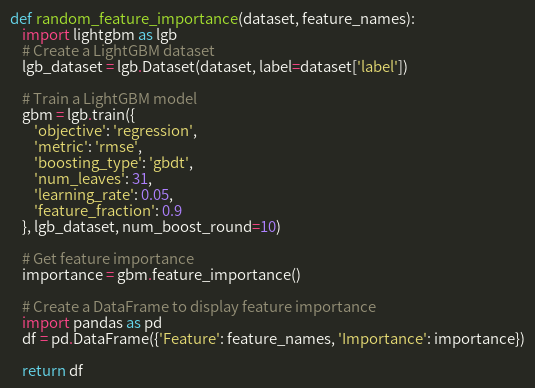 def random_feature_importance(dataset, feature_names):
    import lightgbm as lgb
    # Create a LightGBM dataset
    lgb_dataset = lgb.Dataset(dataset, label=dataset['label'])

    # Train a LightGBM model
    gbm = lgb.train({
        'objective': 'regression',
        'metric': 'rmse',
        'boosting_type': 'gbdt',
        'num_leaves': 31,
        'learning_rate': 0.05,
        'feature_fraction': 0.9
    }, lgb_dataset, num_boost_round=10)

    # Get feature importance
    importance = gbm.feature_importance()

    # Create a DataFrame to display feature importance
    import pandas as pd
    df = pd.DataFrame({'Feature': feature_names, 'Importance': importance})

    return df